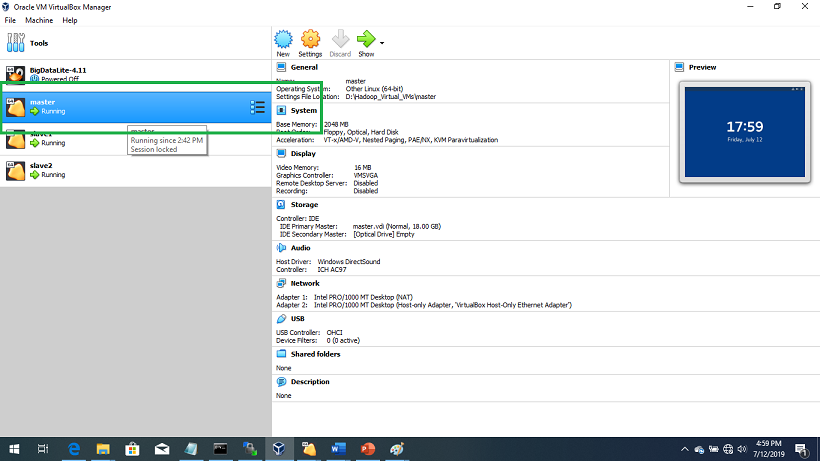 Oracle VM VirtualBox Manager
File Machine Help
Tools
New Settings Discard Show
BigDataLite-4.11
Powered Off
master
Running
slave1
Running
master
Running since 2:42 PM
Session locked
slave2
Running
General
Name: master
Operating System: Other Linux (64-bit)
Settings File Location: D:\Hadoop_Virtual_VMs\master
System
Base Memory: 2048 MB
Boot Order: Floppy, Optical, Hard Disk
Acceleration: VT-x/AMD-V, Nested Paging, PAE/NX, KVM Paravirtualization
Display
Video Memory: 16 MB
Graphics Controller: VMSVGA
Remote Desktop Server: Disabled
Recording: Disabled
Storage
Controller: IDE
IDE Primary Master: master.vdi (Normal, 18.00 GB)
IDE Secondary Master: [Optical Drive] Empty
Audio
Host Driver: Windows DirectSound
Controller: ICH AC97
Network
Adapter 1: Intel PRO/1000 MT Desktop (NAT)
Adapter 2: Intel PRO/1000 MT Desktop (Host-only Adapter, 'VirtualBox Host-Only Ethernet Adapter')
USB
USB Controller: OHCI
Device Filters: 0 (0 active)
Shared folders
None
Description
None
Preview
17:59
Friday, July 12
4:59 PM
7/12/2019